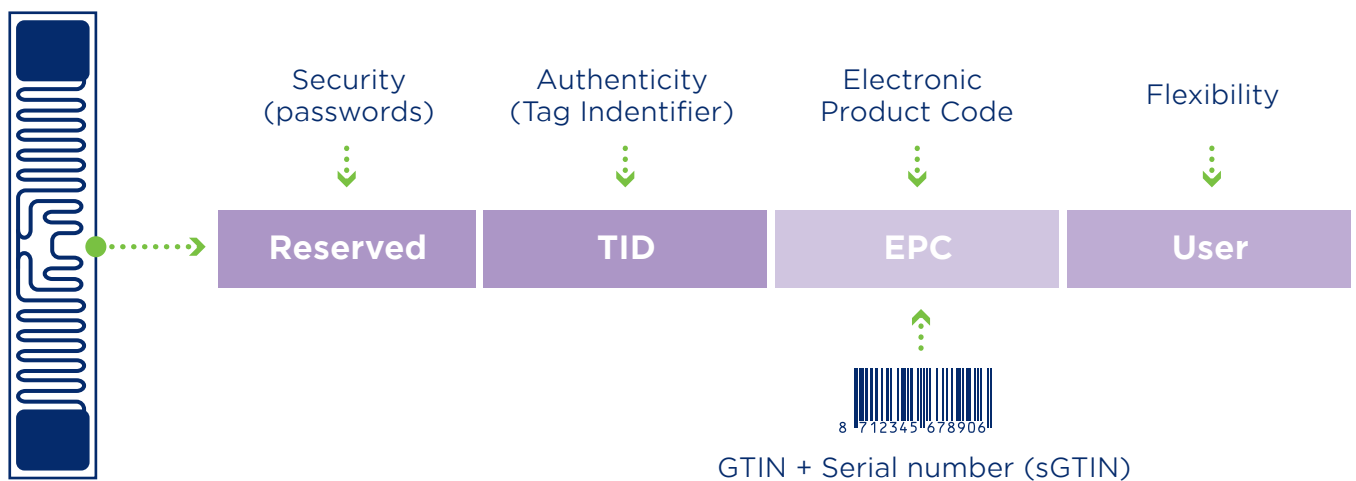 Security
(passwords)
Authenticity
(Tag Indentifier)
Electronic
Product Code
Flexibility
Reserved
TID
EPC
User
8 712345 678906
GTIN + Serial number (sGTIN)